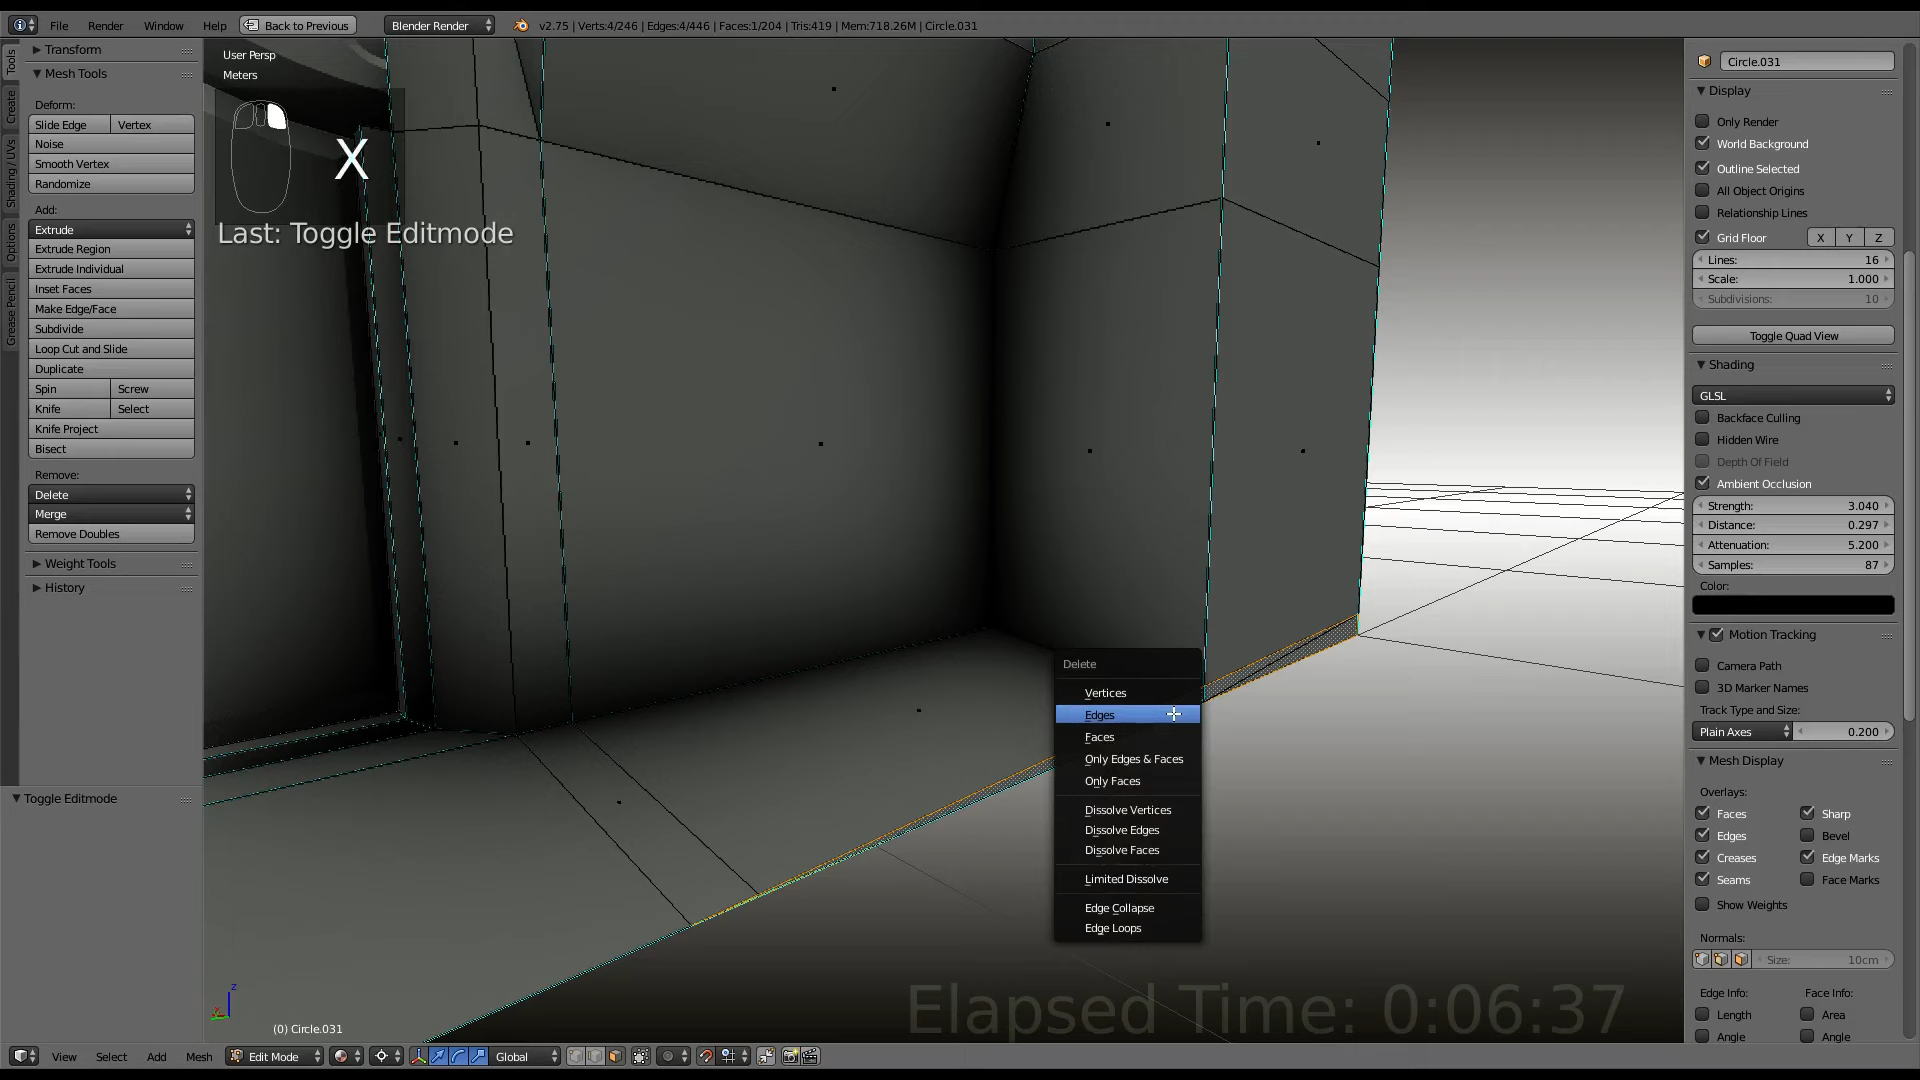 File Render Window Help Back to Previous Blender Render v2.75 | Verts:4/246 | Edges:4/446 | Faces:1/204 | Tris:419 | Mem:718.26M | Circle.031
Tools
Create
Shading / UVs
Options
Grease Pencil
Transform
Mesh Tools
Deform:
Slide Edge Vertex
Noise
Smooth Vertex
Randomize
Add:
Extrude
Extrude Region
Extrude Individual
Inset Faces
Make Edge/Face
Subdivide
Loop Cut and Slide
Duplicate
Spin Screw
Knife Select
Knife Project
Bisect
Remove:
Delete
Merge
Remove Doubles
Weight Tools
History
Toggle Editmode
User Persp
Meters
X
Last: Toggle Editmode
Delete
Vertices
Edges
Faces
Only Edges & Faces
Only Faces
Dissolve Vertices
Dissolve Edges
Dissolve Faces
Limited Dissolve
Edge Collapse
Edge Loops
Elapsed Time: 0:06:37
z
(0) Circle.031
Circle.031
Display
Only Render
World Background
Outline Selected
All Object Origins
Relationship Lines
Grid Floor X Y Z
Lines: 16
Scale: 1.000
Subdivisions: 10
Toggle Quad View
Shading
GLSL
Backface Culling
Hidden Wire
Depth Of Field
Ambient Occlusion
Strength: 3.040
Distance: 0.297
Attenuation: 5.200
Samples: 87
Color:
Motion Tracking
Camera Path
3D Marker Names
Track Type and Size:
Plain Axes 0.200
Mesh Display
Overlays:
Faces Sharp
Edges Bevel
Creases Edge Marks
Seams Face Marks
Show Weights
Normals:
Size: 10cm
Edge Info: Face Info:
Length Area
Angle Angle
View Select Add Mesh Edit Mode Global